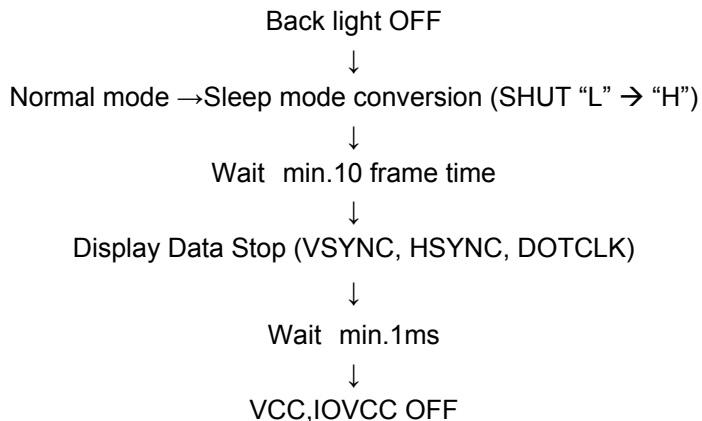 Back light OFF
↓
Normal mode →Sleep mode conversion (SHUT “L” → “H”)
↓
Wait min.10 frame time
↓
Display Data Stop (VSYNC, HSYNC, DOTCLK)
↓
Wait min.1ms
↓
VCC,IOVCC OFF